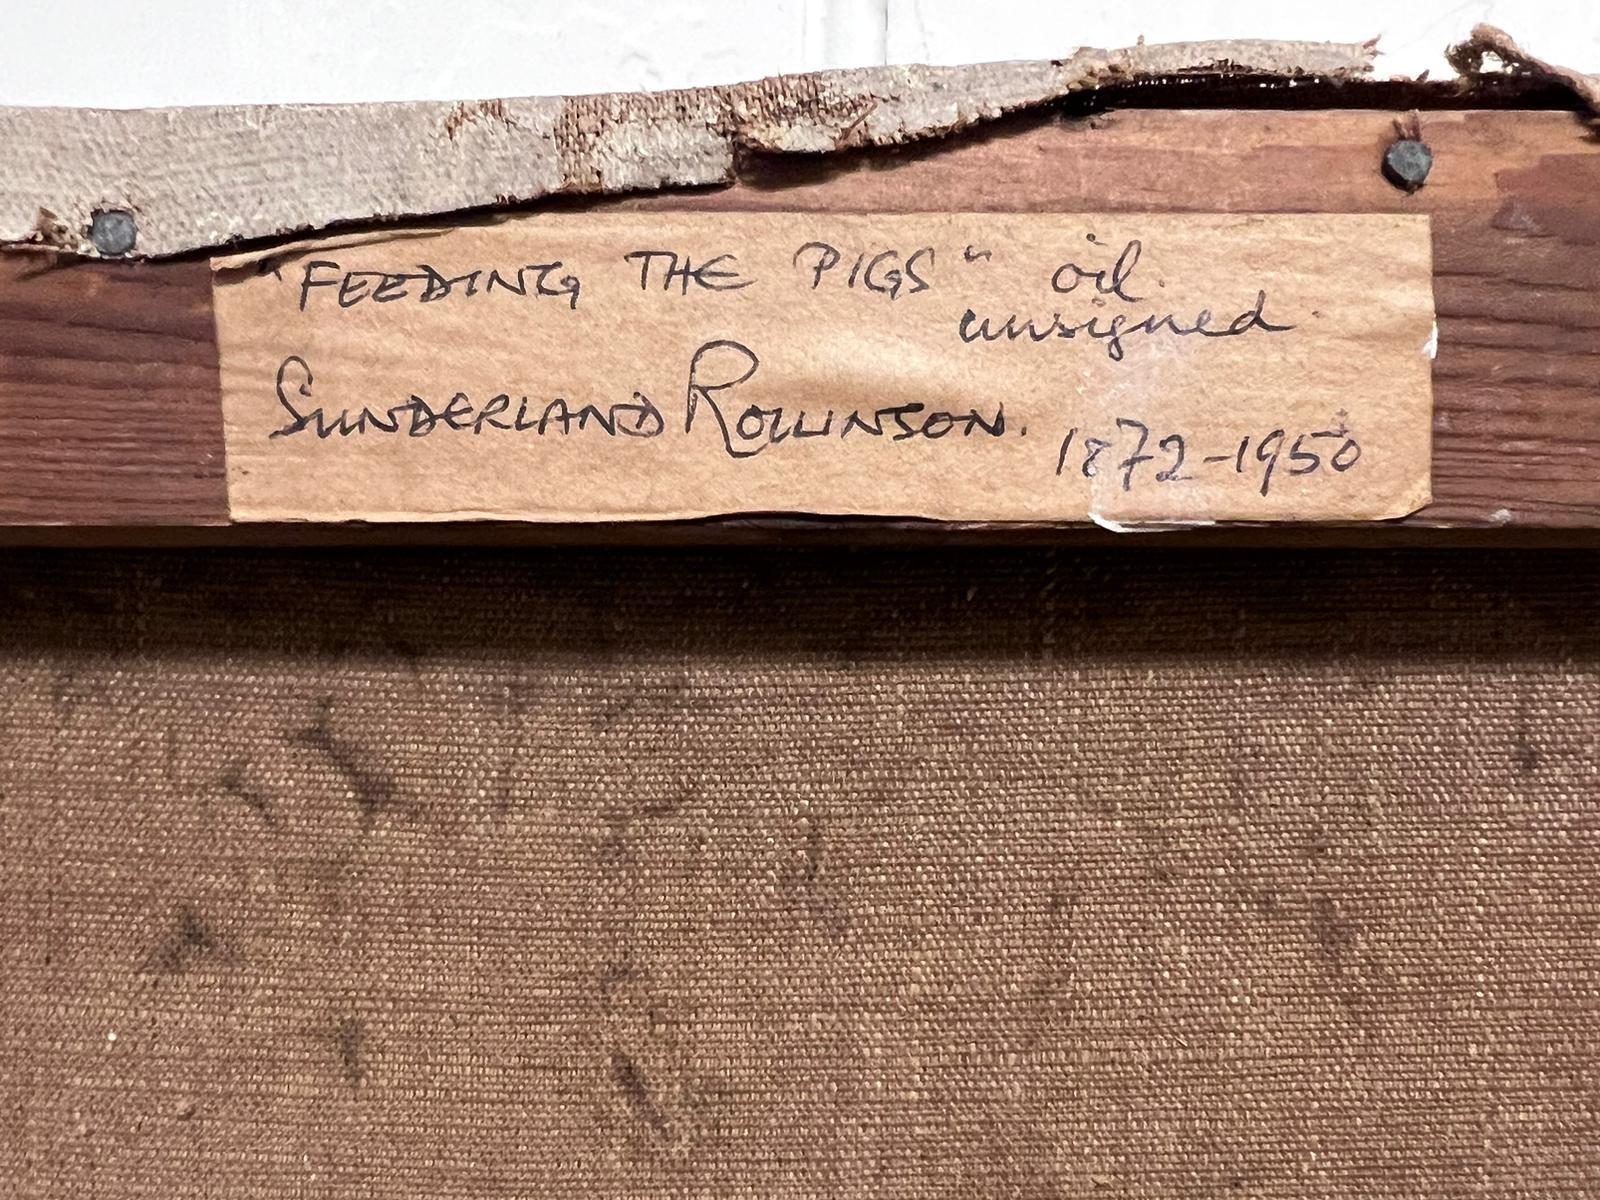 "FEEDING THE PIGS" oil.
unsigned.
SUNDERLAND ROLLINSON.
1872-1950